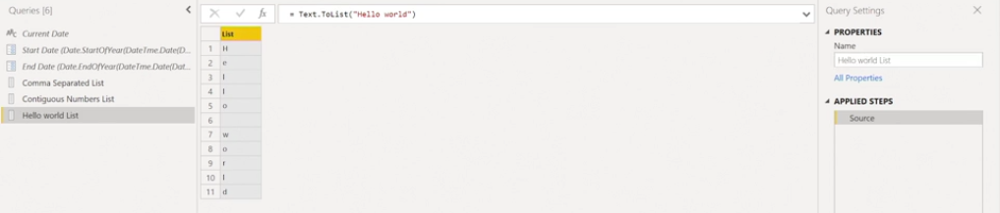 Queries [6]
Current Date
Start Date (Date.StartOfYear(DateTme.Date(D...
End Date (Date.EndOfYear(DateTme.Date(Dat...
Comma Separated List
Contiguous Numbers List
Hello world List
fx
= Text.ToList("Hello world")
List
1 H
2 e
3 l
4 l
5 o
6
7 w
8 o
9 r
10 l
11 d
Query Settings
PROPERTIES
Name
Hello world List
All Properties
APPLIED STEPS
Source